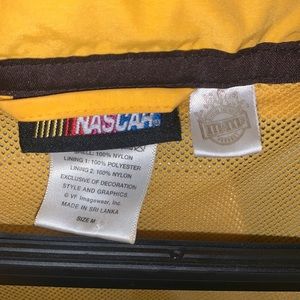 NASCAR
SHELL: 100% NYLON
LINING 1: 100% POLYESTER
LINING 2: 100% NYLON
EXCLUSIVE OF DECORATION
STYLE AND GRAPHICS
© VF Imagewear, Inc.
MADE IN SRI LANKA
SIZE M